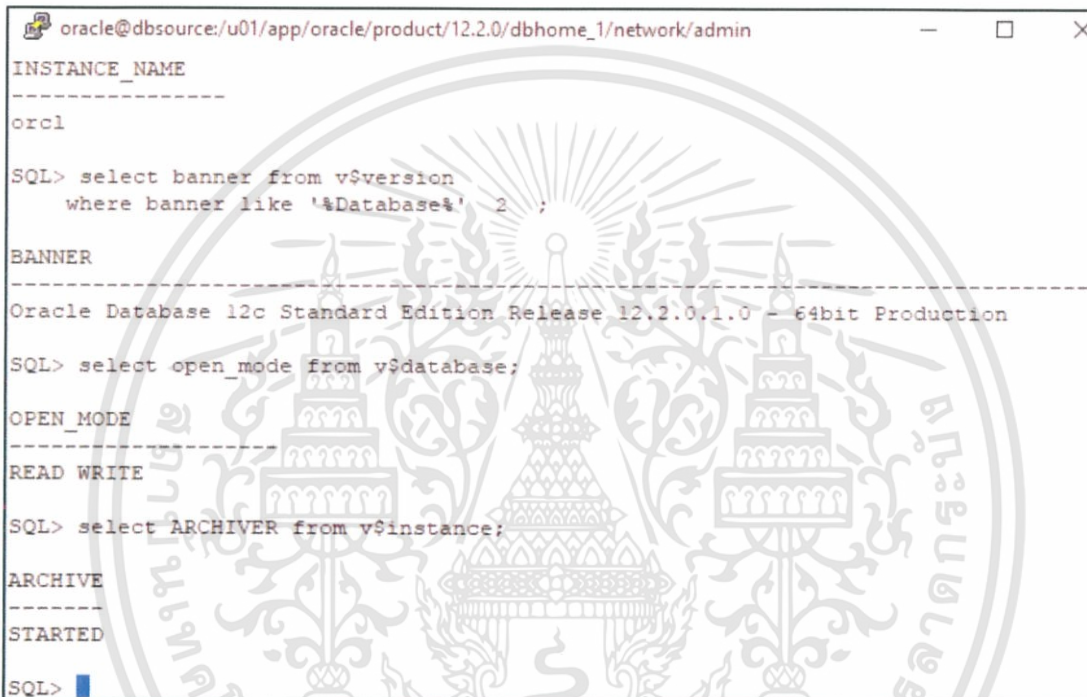 oracle@dbsource:/u01/app/oracle/product/12.2.0/dbhome_1/network/admin
INSTANCE_NAME
----------------
orcl
SQL> select banner from v$version
where banner like '%Database%'  2  ;
BANNER
--------------------------------------------------------------------------------
Oracle Database 12c Standard Edition Release 12.2.0.1.0 - 64bit Production
SQL> select open_mode from v$database;
OPEN_MODE
--------------------
READ WRITE
SQL> select ARCHIVER from v$instance;
ARCHIVE
-------
STARTED
SQL>